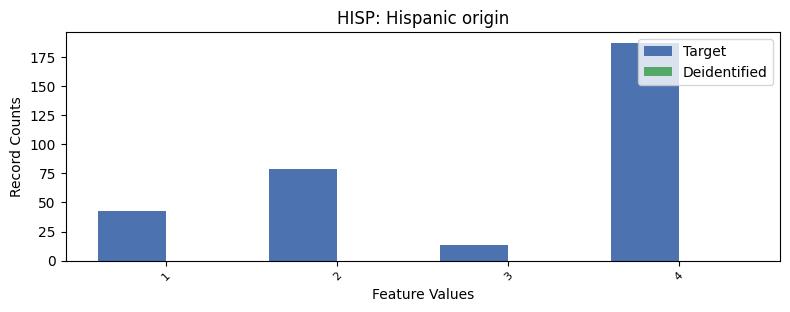 HISP: Hispanic origin
Target
Deidentified
Record Counts
175
150
125
100
75
50
25
0
1
2
3
4
Feature Values